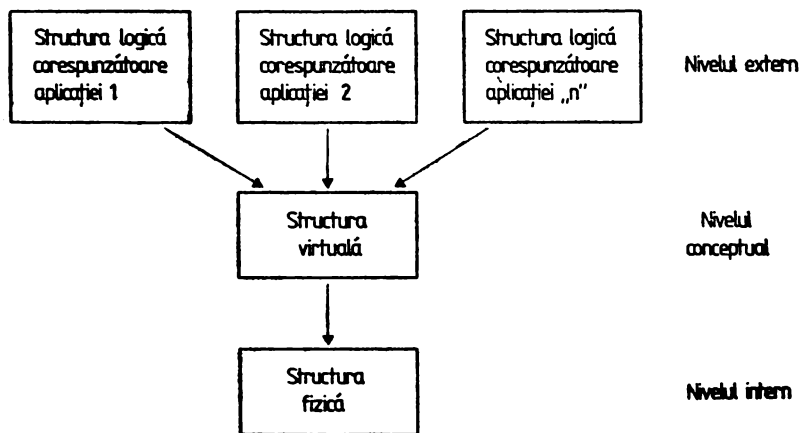 Structura logică
corespunzătoare
aplicației 1
Structura logică
corespunzătoare
aplicației 2
Structura logică
corespunzătoare
aplicației „n”
Nivelul extern
Structura
virtuală
Nivelul
conceptual
Structura
fizică
Nivelul intern